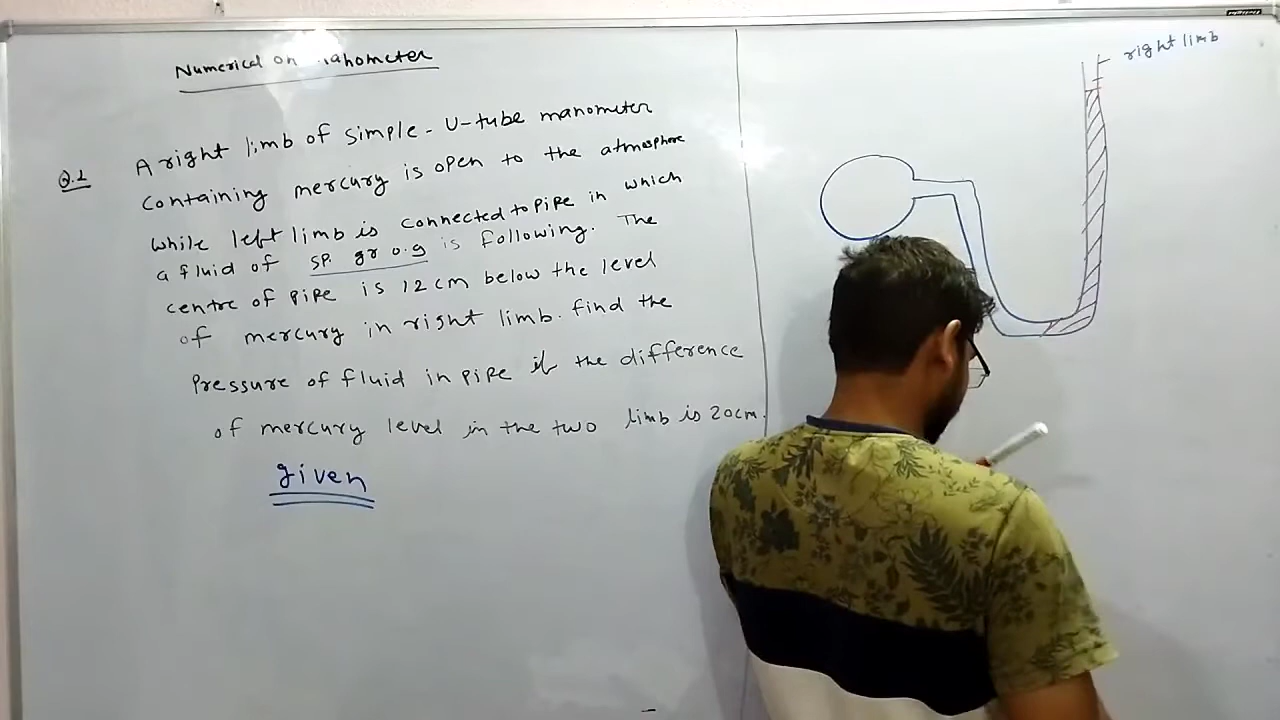 Numerical on manometer
Q.1 A right limb of simple - U-tube manometer
containing mercury is open to the atmosphere
while left limb is connected to pipe in which
a fluid of sp. gr 0.9 is following. The
centre of pipe is 12 cm below the level
of mercury in right limb. find the
Pressure of fluid in pipe if the difference
of mercury level in the two limb is 20cm.
given
right limb